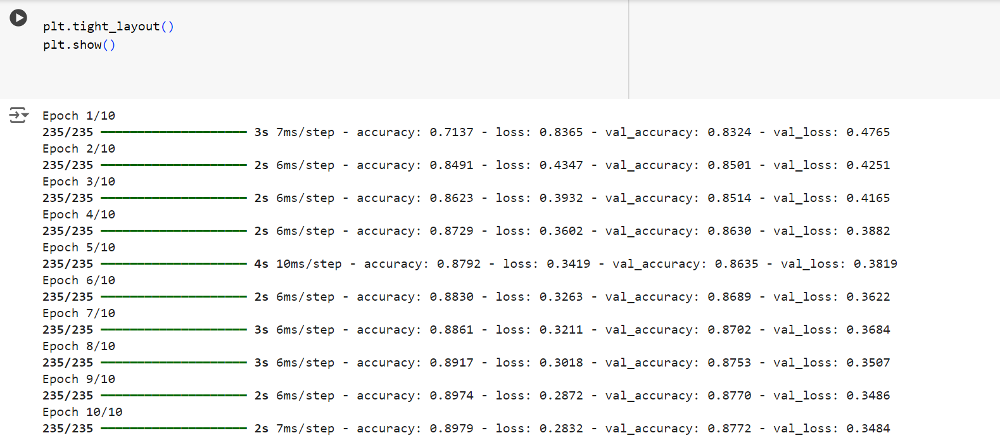 plt.tight_layout()
plt.show()
Epoch 1/10
235/235 ━━━━━━━━━━━━━━━━━━━━ 3s 7ms/step - accuracy: 0.7137 - loss: 0.8365 - val_accuracy: 0.8324 - val_loss: 0.4765
Epoch 2/10
235/235 ━━━━━━━━━━━━━━━━━━━━ 2s 6ms/step - accuracy: 0.8491 - loss: 0.4347 - val_accuracy: 0.8501 - val_loss: 0.4251
Epoch 3/10
235/235 ━━━━━━━━━━━━━━━━━━━━ 2s 6ms/step - accuracy: 0.8623 - loss: 0.3932 - val_accuracy: 0.8514 - val_loss: 0.4165
Epoch 4/10
235/235 ━━━━━━━━━━━━━━━━━━━━ 2s 6ms/step - accuracy: 0.8729 - loss: 0.3602 - val_accuracy: 0.8630 - val_loss: 0.3882
Epoch 5/10
235/235 ━━━━━━━━━━━━━━━━━━━━ 4s 10ms/step - accuracy: 0.8792 - loss: 0.3419 - val_accuracy: 0.8635 - val_loss: 0.3819
Epoch 6/10
235/235 ━━━━━━━━━━━━━━━━━━━━ 2s 6ms/step - accuracy: 0.8830 - loss: 0.3263 - val_accuracy: 0.8689 - val_loss: 0.3622
Epoch 7/10
235/235 ━━━━━━━━━━━━━━━━━━━━ 3s 6ms/step - accuracy: 0.8861 - loss: 0.3211 - val_accuracy: 0.8702 - val_loss: 0.3684
Epoch 8/10
235/235 ━━━━━━━━━━━━━━━━━━━━ 3s 6ms/step - accuracy: 0.8917 - loss: 0.3018 - val_accuracy: 0.8753 - val_loss: 0.3507
Epoch 9/10
235/235 ━━━━━━━━━━━━━━━━━━━━ 2s 6ms/step - accuracy: 0.8974 - loss: 0.2872 - val_accuracy: 0.8770 - val_loss: 0.3486
Epoch 10/10
235/235 ━━━━━━━━━━━━━━━━━━━━ 2s 7ms/step - accuracy: 0.8979 - loss: 0.2832 - val_accuracy: 0.8772 - val_loss: 0.3484